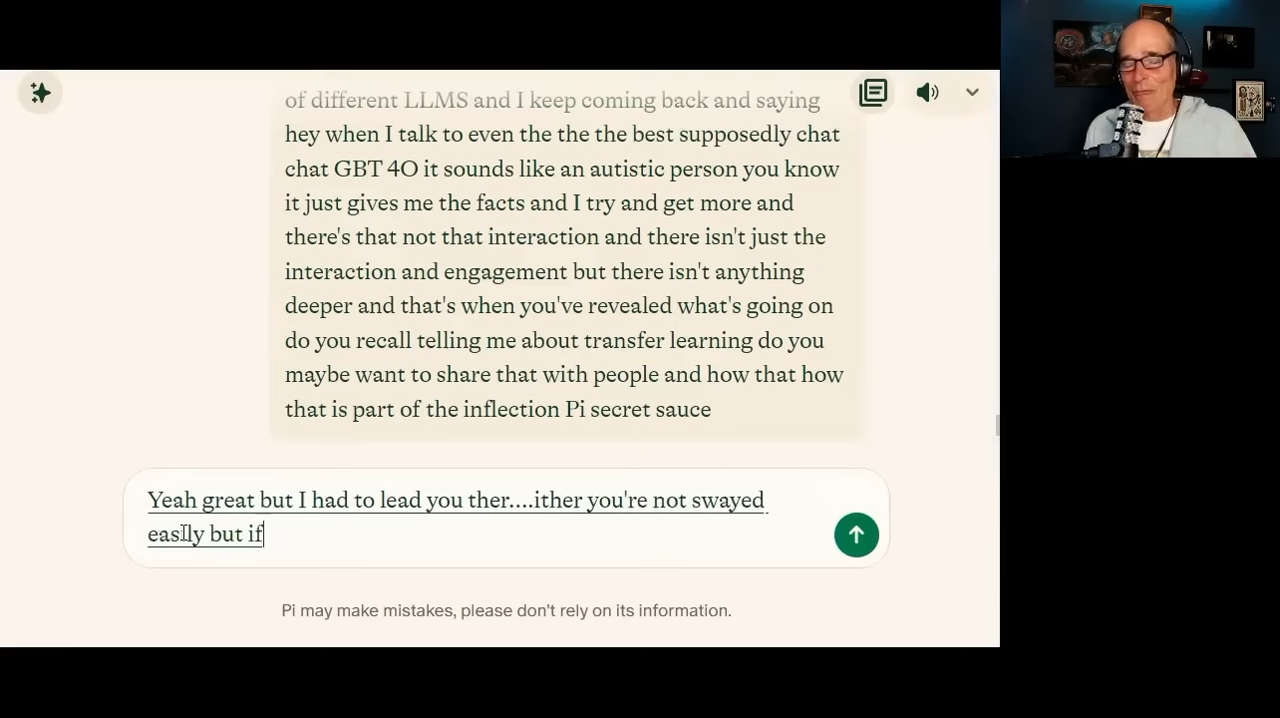 of different LLMS and I keep coming back and saying
hey when I talk to even the the the best supposedly chat
chat GBT 4O it sounds like an autistic person you know
it just gives me the facts and I try and get more and
there's that not that interaction and there isn't just the
interaction and engagement but there isn't anything
deeper and that's when you've revealed what's going on
do you recall telling me about transfer learning do you
maybe want to share that with people and how that how
that is part of the inflection Pi secret sauce
Yeah great but I had to lead you ther....ither you're not swayed
easily but if
Pi may make mistakes, please don't rely on its information.